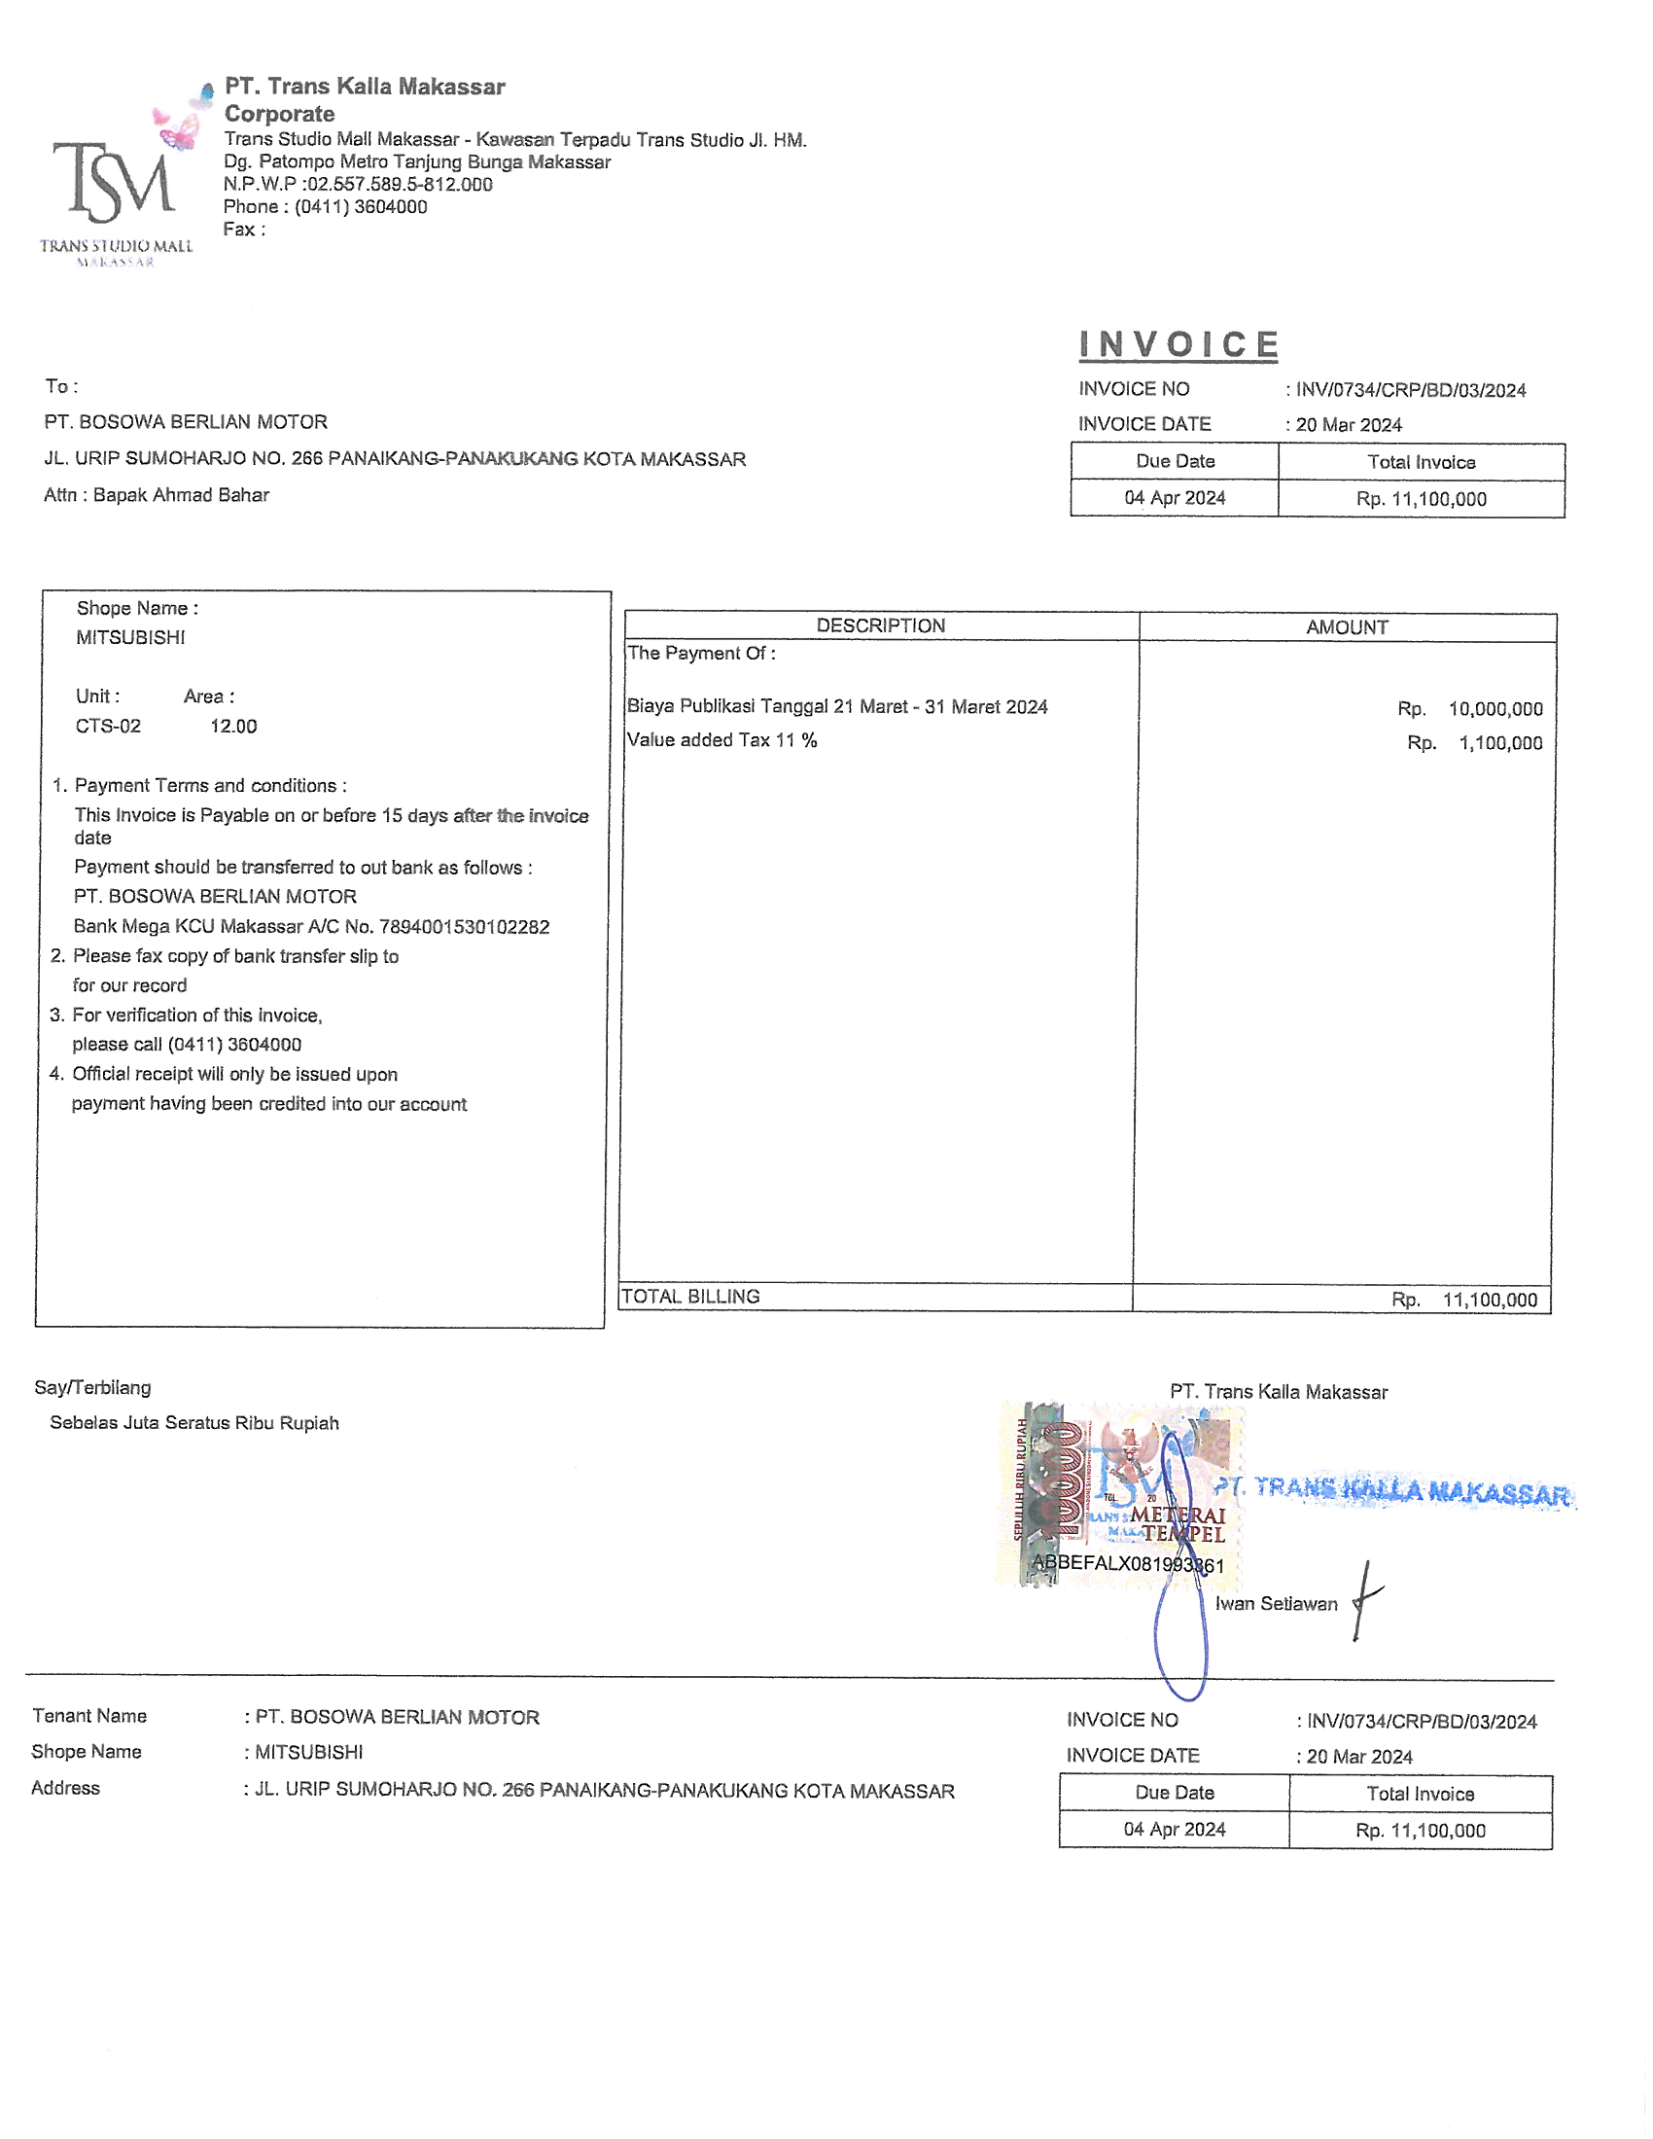 PT. Trans Kalla Makassar
Corporate
Trans Studio Mall Makassar - Kawasan Terpadu Trans Studio Jl. HM.
Dg. Patompo Metro Tanjung Bunga Makassar
N.P.W.P :02.557.589.5-812.000
Phone : (0411) 3604000
Fax :
TSM
TRANS STUDIO MALL
MAKASSAR
INVOICE
To :
PT. BOSOWA BERLIAN MOTOR
JL. URIP SUMOHARJO NO. 266 PANAIKANG-PANAKUKANG KOTA MAKASSAR
Attn : Bapak Ahmad Bahar
INVOICE NO : INV/0734/CRP/BD/03/2024
INVOICE DATE : 20 Mar 2024
Due Date Total Invoice
04 Apr 2024 Rp. 11,100,000
Shope Name :
MITSUBISHI
Unit : Area :
CTS-02 12.00
1. Payment Terms and conditions :
This Invoice is Payable on or before 15 days after the invoice
date
Payment should be transferred to out bank as follows :
PT. BOSOWA BERLIAN MOTOR
Bank Mega KCU Makassar A/C No. 7894001530102282
2. Please fax copy of bank transfer slip to
for our record
3. For verification of this invoice,
please call (0411) 3604000
4. Official receipt will only be issued upon
payment having been credited into our account
DESCRIPTION AMOUNT
The Payment Of :
Biaya Publikasi Tanggal 21 Maret - 31 Maret 2024 Rp. 10,000,000
Value added Tax 11 % Rp. 1,100,000
TOTAL BILLING Rp. 11,100,000
Say/Terbilang
Sebelas Juta Seratus Ribu Rupiah
PT. Trans Kalla Makassar
SEPULUH RIBU RUPIAH
10000
TGL. 20
METERAI
TEMPEL
ABBEFALX081993861
PT. TRANS KALLA MAKASSAR
Iwan Setiawan
Tenant Name : PT. BOSOWA BERLIAN MOTOR
Shope Name : MITSUBISHI
Address : JL. URIP SUMOHARJO NO. 266 PANAIKANG-PANAKUKANG KOTA MAKASSAR
INVOICE NO : INV/0734/CRP/BD/03/2024
INVOICE DATE : 20 Mar 2024
Due Date Total Invoice
04 Apr 2024 Rp. 11,100,000